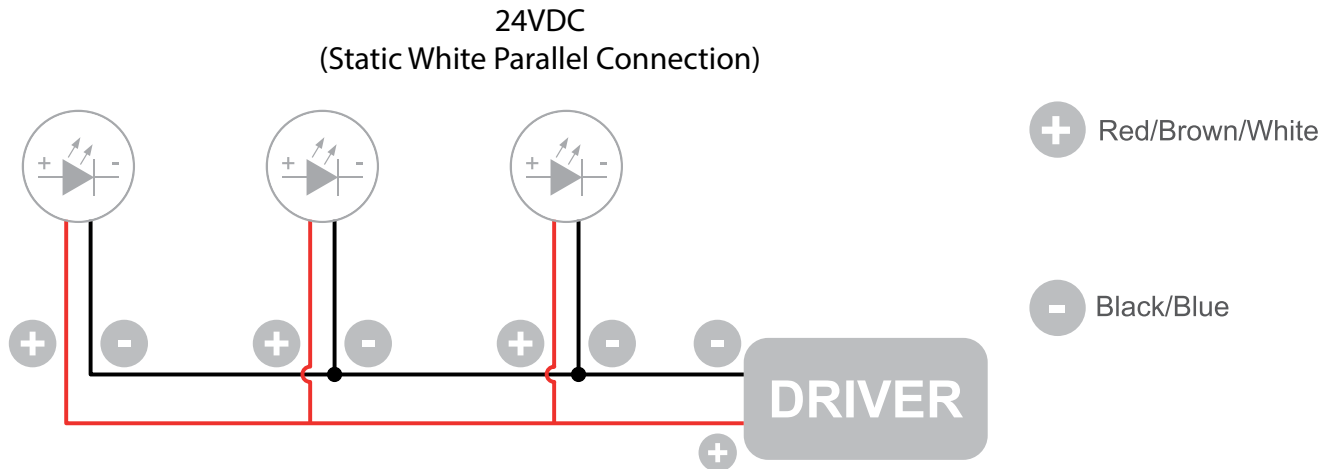 24VDC
(Static White Parallel Connection)
+ -
+ -
+ -
+ Red/Brown/White
- Black/Blue
+ -
+ -
+ -
-
DRIVER
+